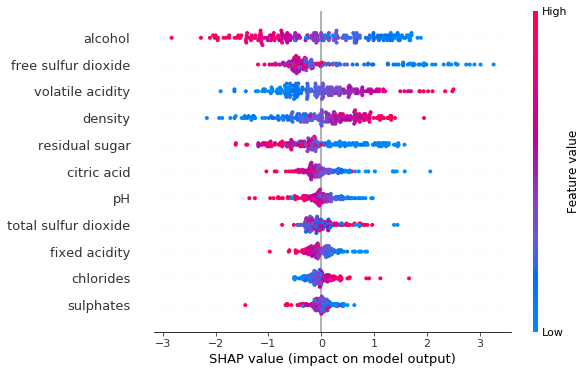 High
alcohol
free sulfur dioxide
volatile acidity
density
residual sugar
citric acid
pH
total sulfur dioxide
fixed acidity
chlorides
sulphates
Feature value
Low
−3 −2 −1 0 1 2 3
SHAP value (impact on model output)